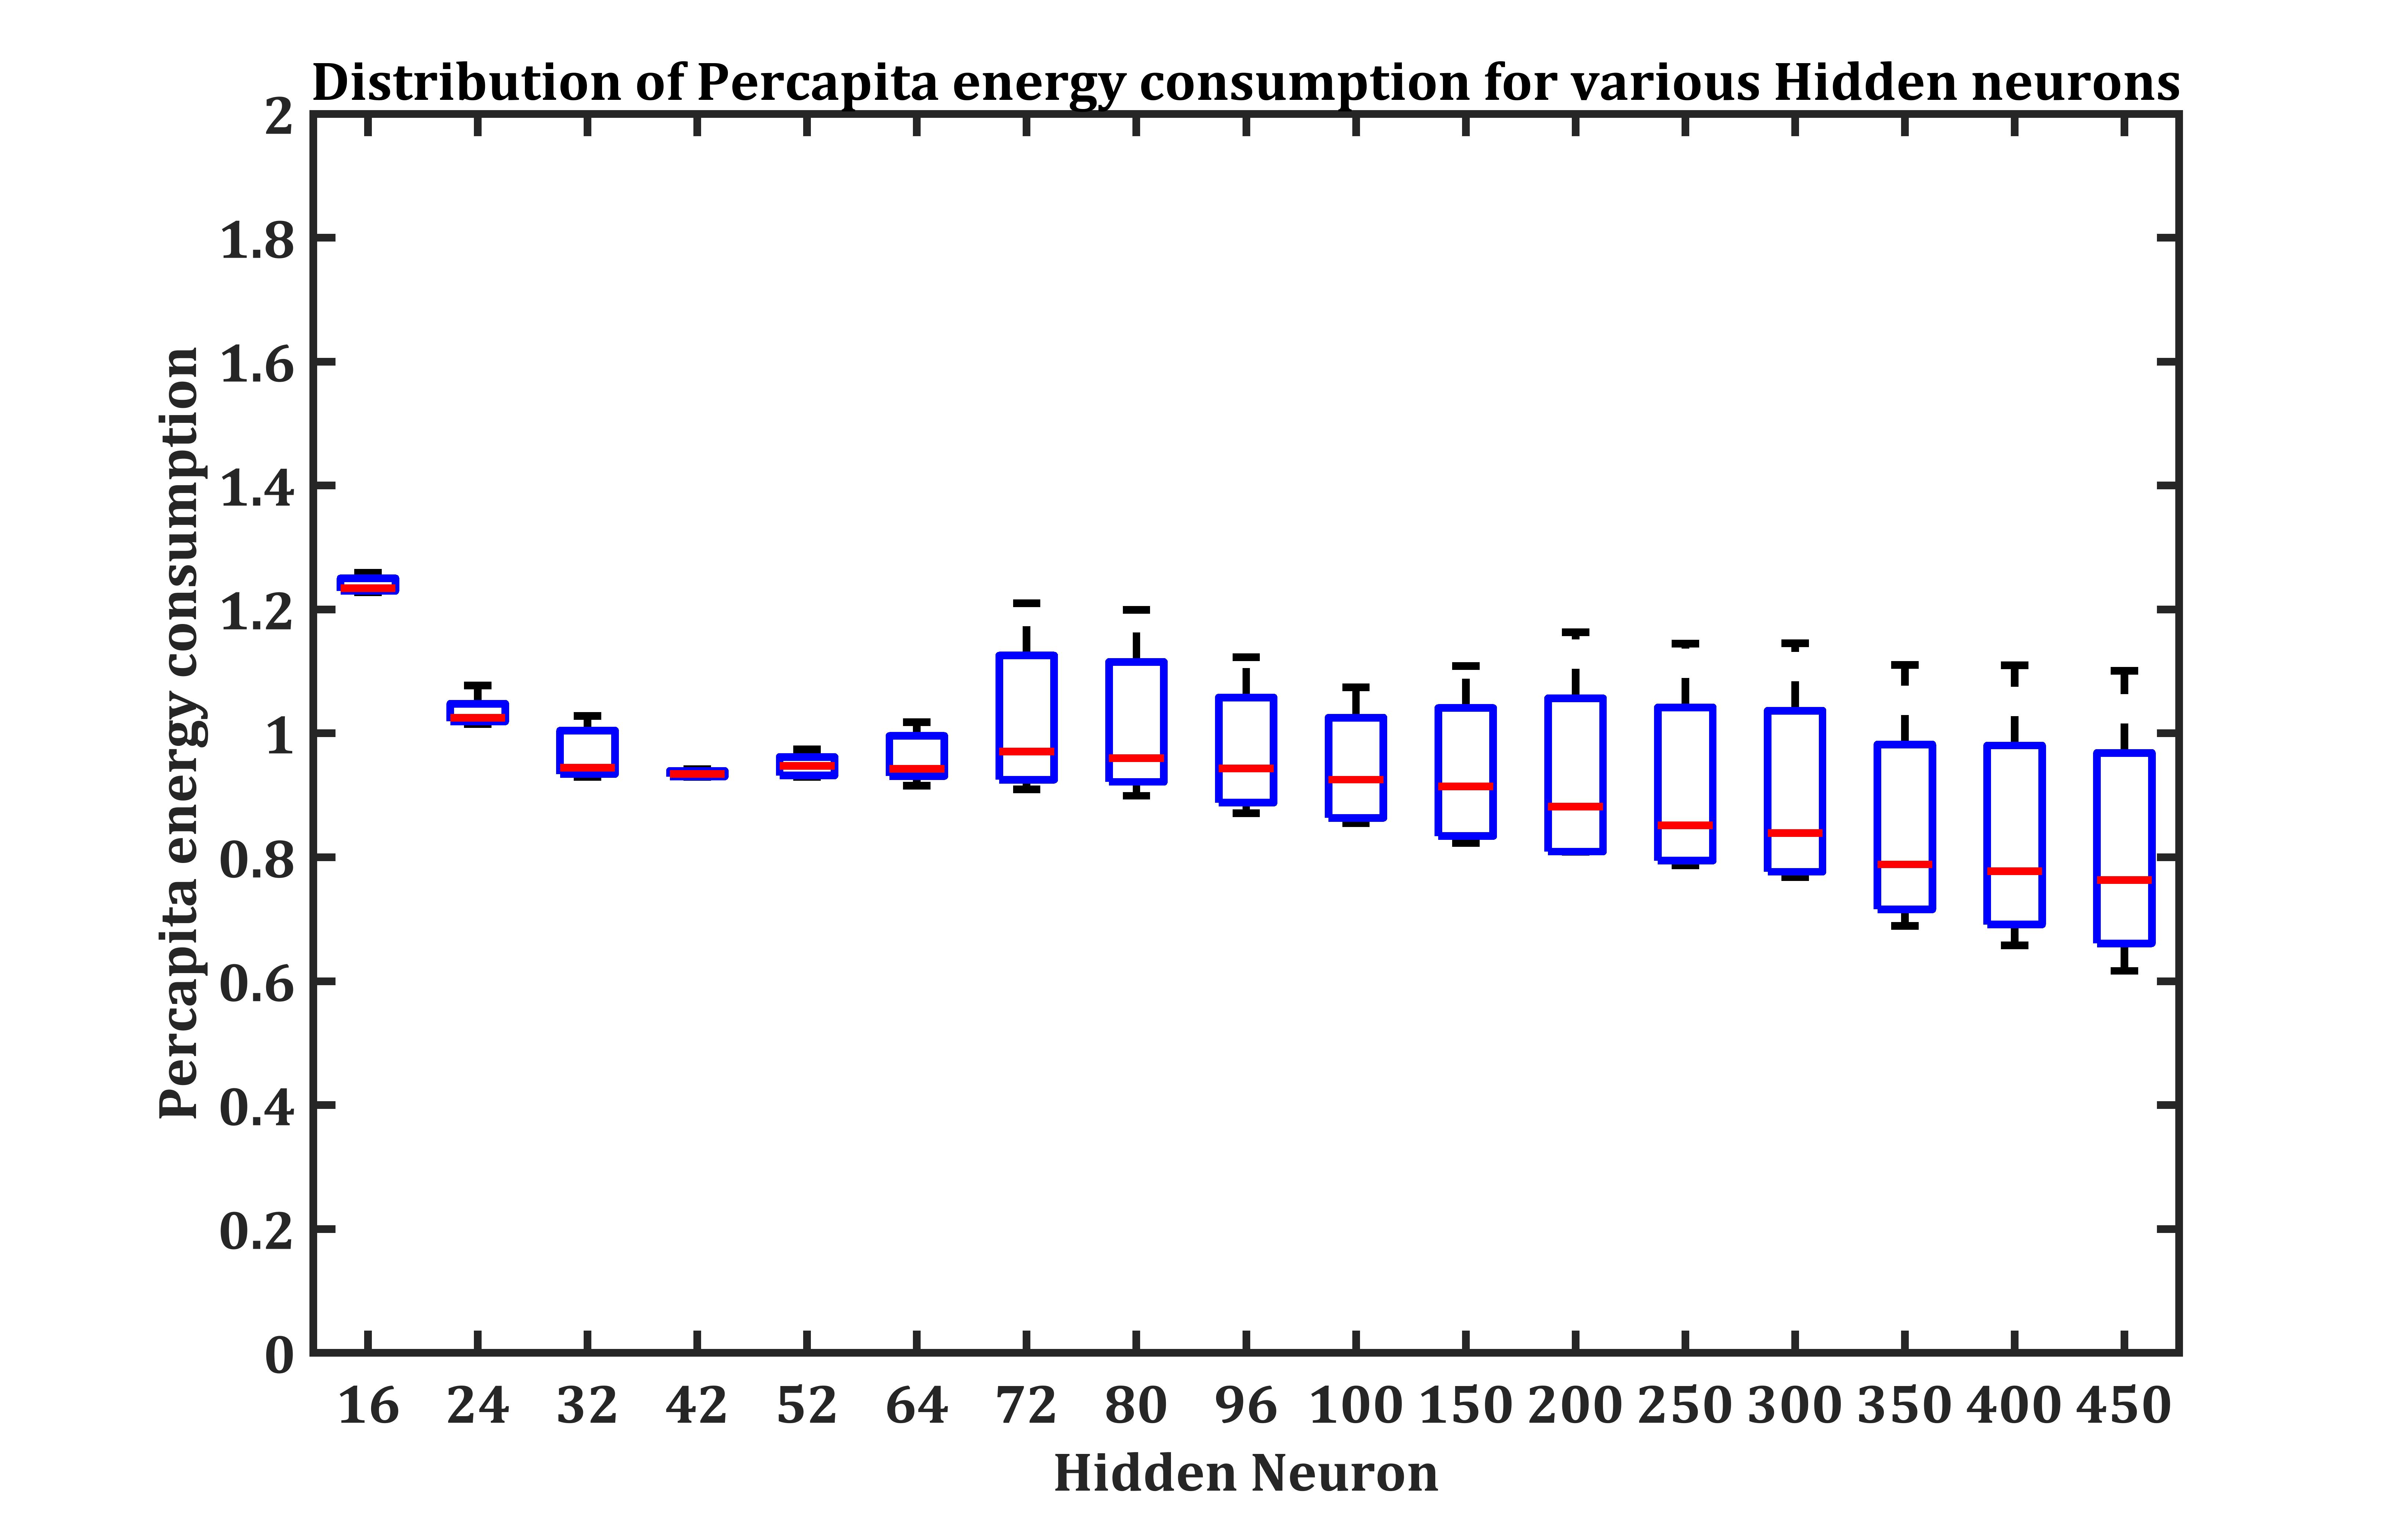 Distribution of Percapita energy consumption for various Hidden neurons
2
1.8
1.6
1.4
1.2
1
0.8
0.6
0.4
0.2
0
Percapita energy consumption
16 24 32 42 52 64 72 80 96 100 150 200 250 300 350 400 450
Hidden Neuron